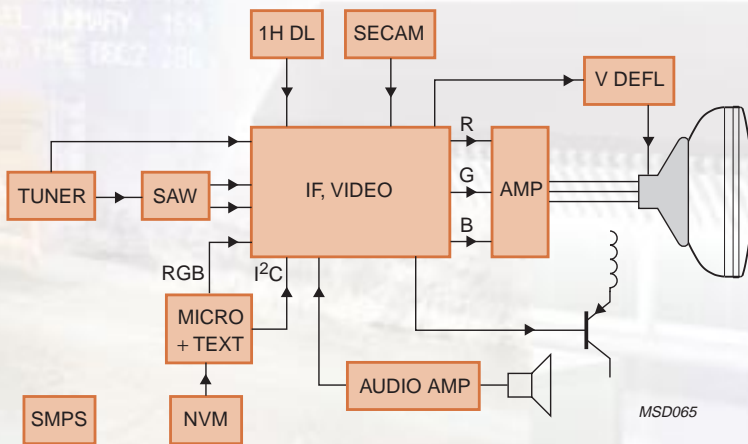 1H DL
SECAM
V DEFL
R
TUNER
SAW
IF, VIDEO
G
AMP
B
RGB
I²C
MICRO
+ TEXT
AUDIO AMP
SMPS
NVM
MSD065